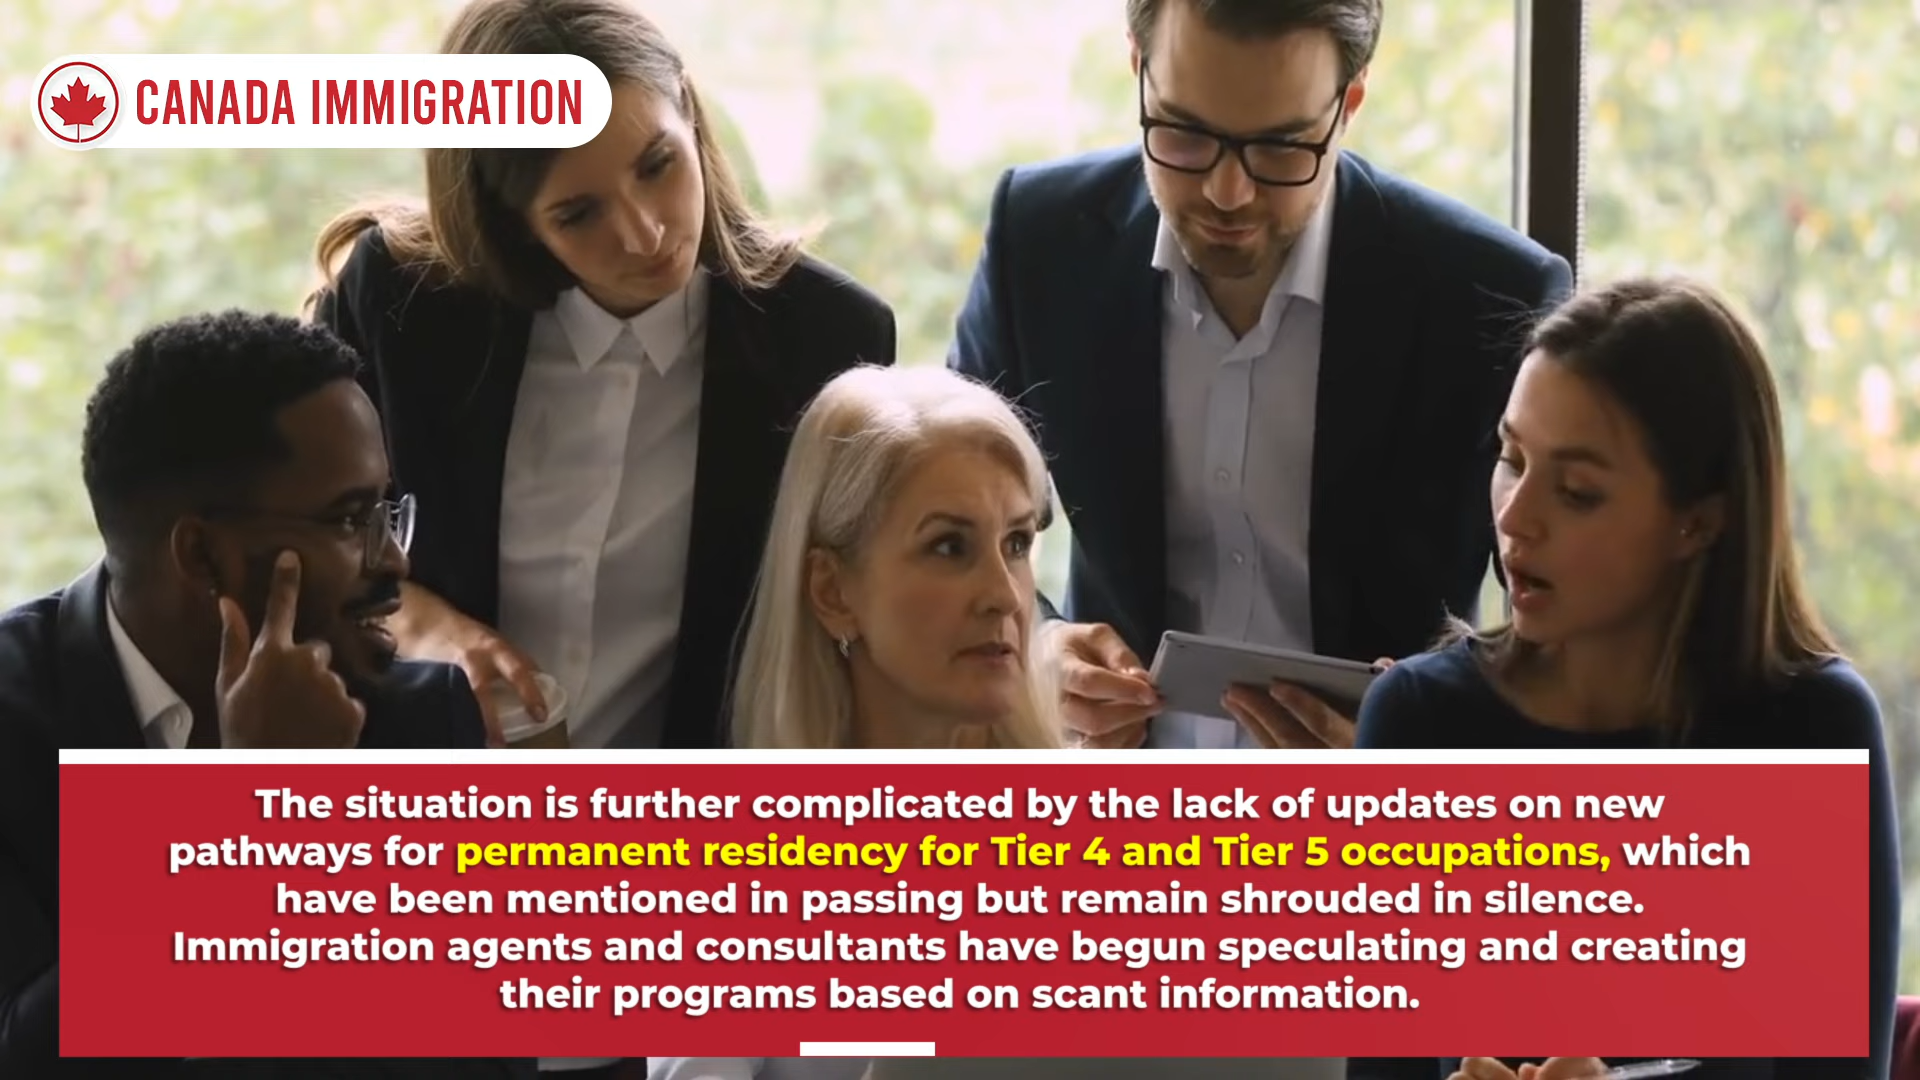 CANADA IMMIGRATION
The situation is further complicated by the lack of updates on new
pathways for permanent residency for Tier 4 and Tier 5 occupations, which
have been mentioned in passing but remain shrouded in silence.
Immigration agents and consultants have begun speculating and creating
their programs based on scant information.